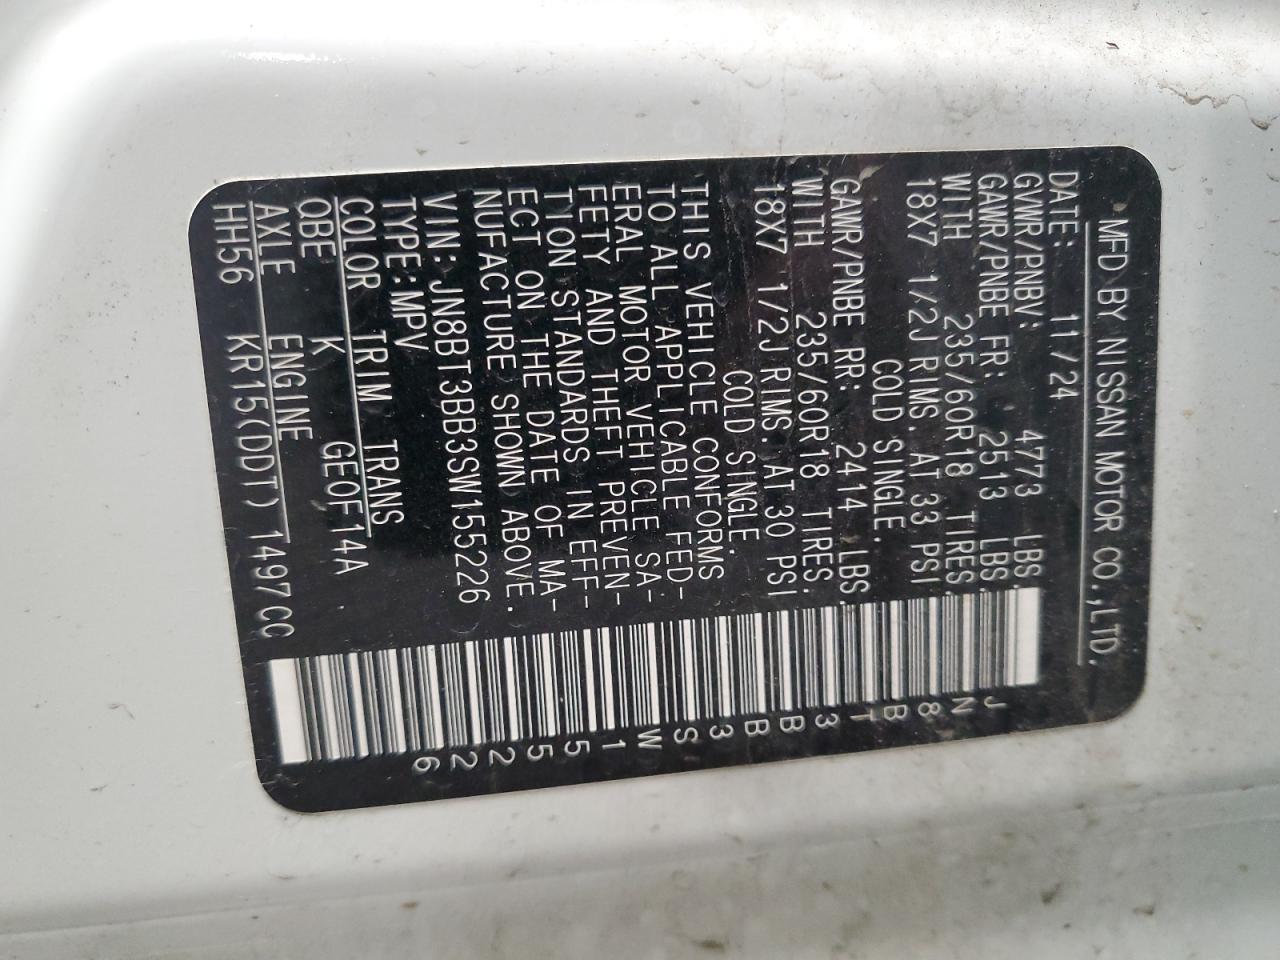 MFD BY NISSAN MOTOR CO.,LTD.
DATE: 11/24
GVWR/PNBV: 4773 LBS
GAWR/PNBE FR: 2513 LBS.
WITH 235/60R18 TIRES.
18X7 1/2J RIMS. AT 33 PSI
COLD SINGLE.
GAWR/PNBE RR: 2414 LBS.
WITH 235/60R18 TIRES.
18X7 1/2J RIMS. AT 30 PSI
COLD SINGLE.
THIS VEHICLE CONFORMS
TO ALL APPLICABLE FED-
ERAL MOTOR VEHICLE SA-
FETY AND THEFT PREVEN-
TION STANDARDS IN EFF-
ECT ON THE DATE OF MA-
NUFACTURE SHOWN ABOVE.
VIN: JN8BT3BB3SW155226
TYPE:MPV
COLOR TRIM TRANS
QBE K GE0F14A
AXLE ENGINE
HH56 KR15(DDT) 1497CC
JN8BT3BB3SW155226